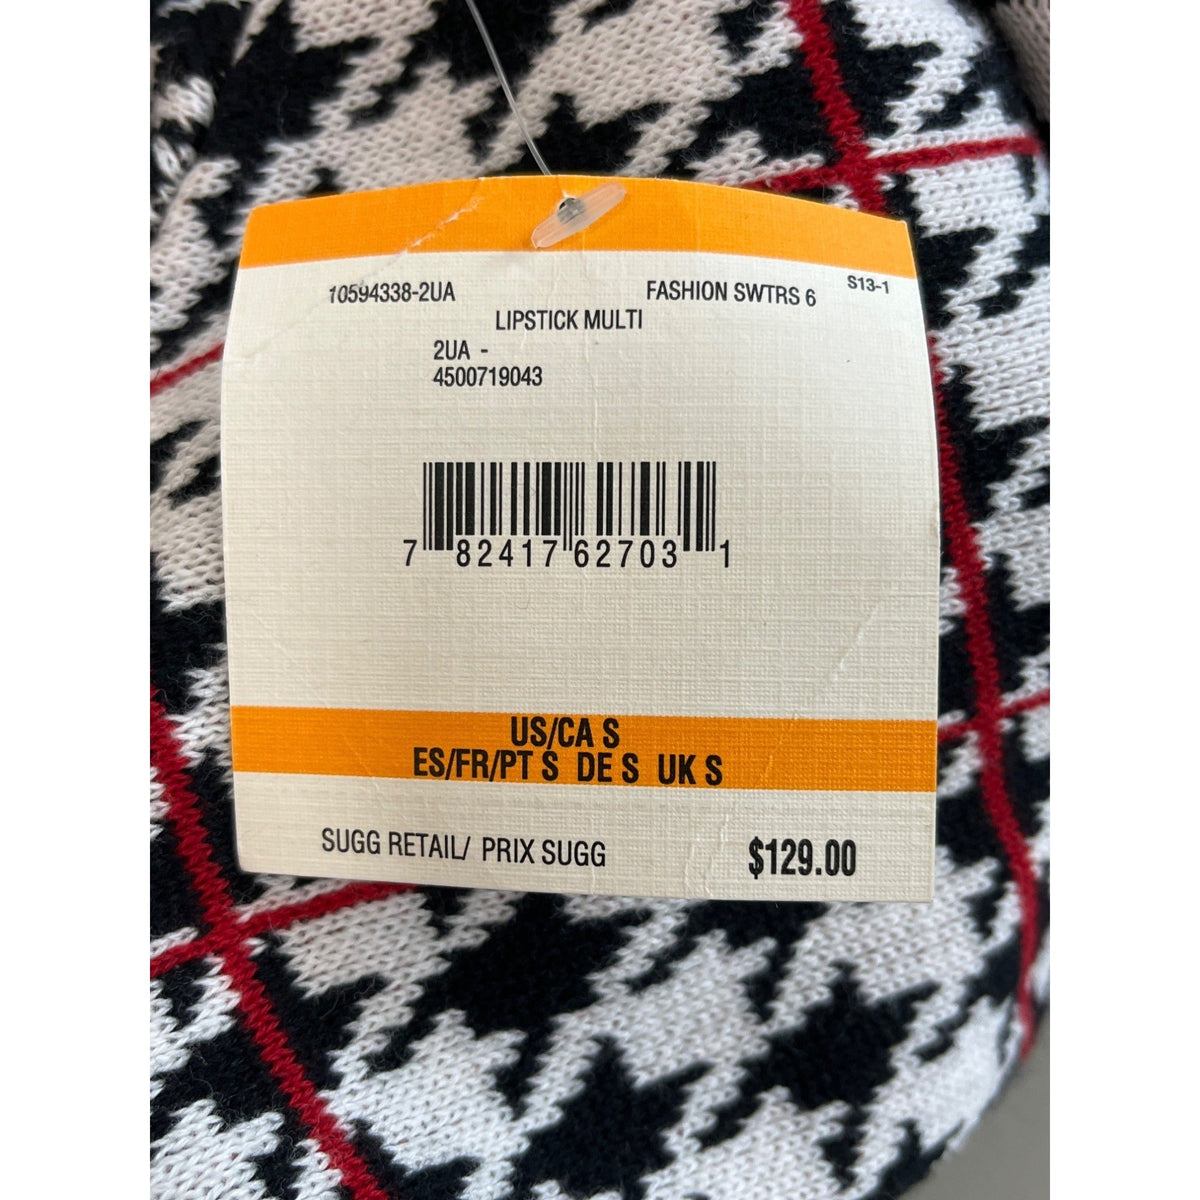 10594338-2UA FASHION SWTRS 6 S13-1
LIPSTICK MULTI
2UA -
4500719043
7 82417 62703 1
US/CA S
ES/FR/PT S DE S UK S
SUGG RETAIL/ PRIX SUGG $129.00